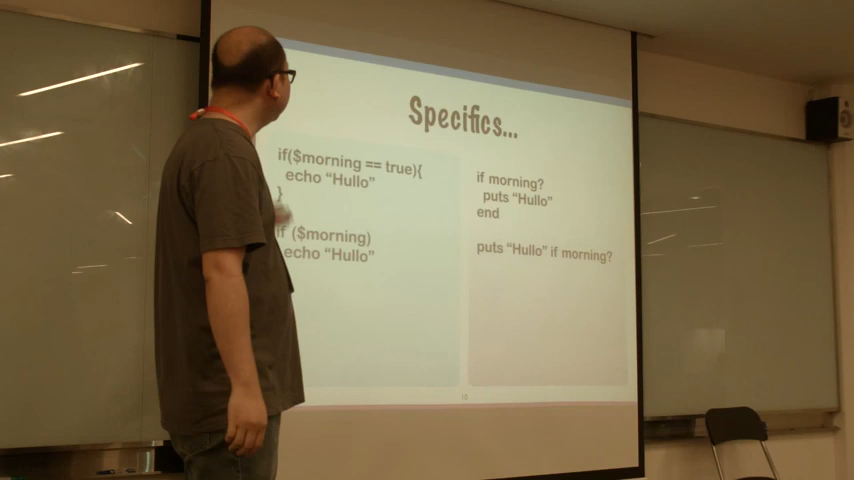 Specifics...
if($morning == true){
echo “Hullo”
}
if ($morning)
echo “Hullo”
if morning?
puts “Hullo”
end
puts “Hullo” if morning?